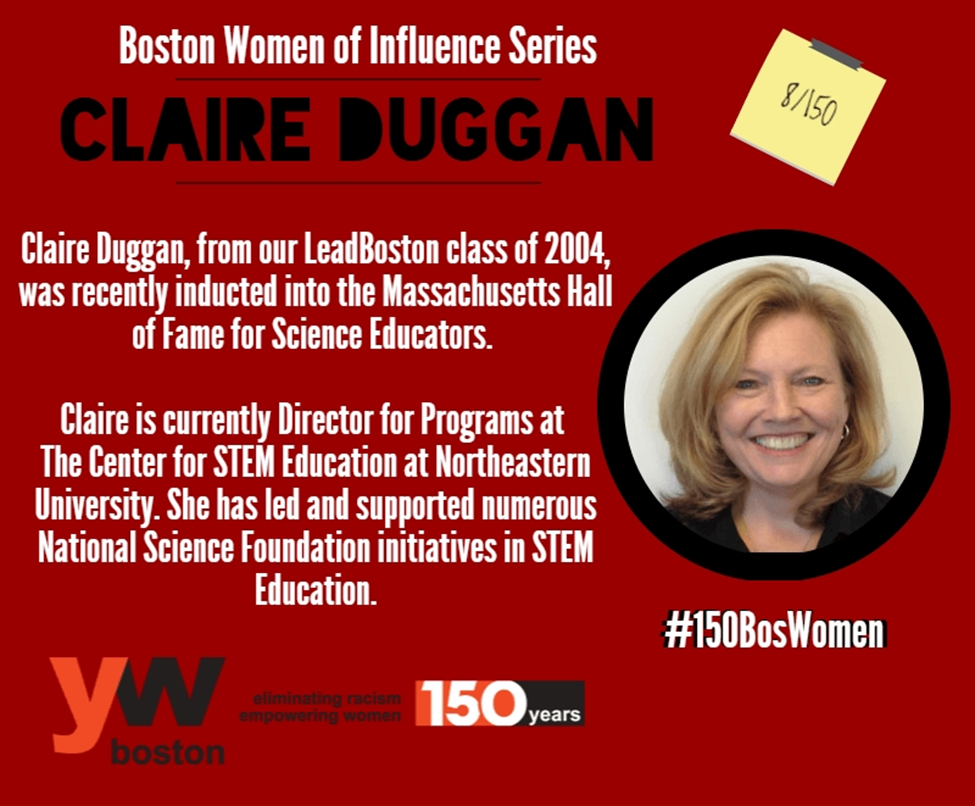 Boston Women of Influence Series
CLAIRE DUGGAN
8/150
Claire Duggan, from our LeadBoston class of 2004,
was recently inducted into the Massachusetts Hall
of Fame for Science Educators.
Claire is currently Director for Programs at
The Center for STEM Education at Northeastern
University. She has led and supported numerous
National Science Foundation initiatives in STEM
Education.
#150BosWomen
yw
boston
eliminating racism
empowering women
150 years